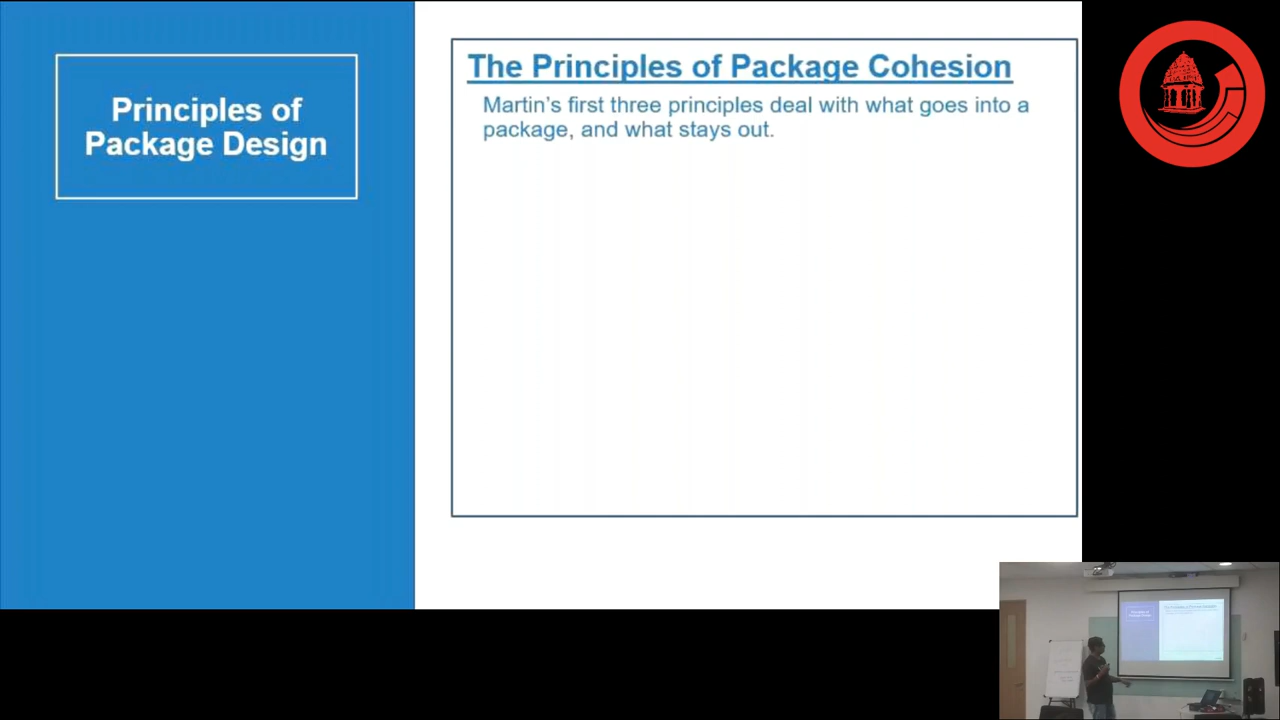 Principles of
Package Design
The Principles of Package Cohesion
Martin's first three principles deal with what goes into a
package, and what stays out.